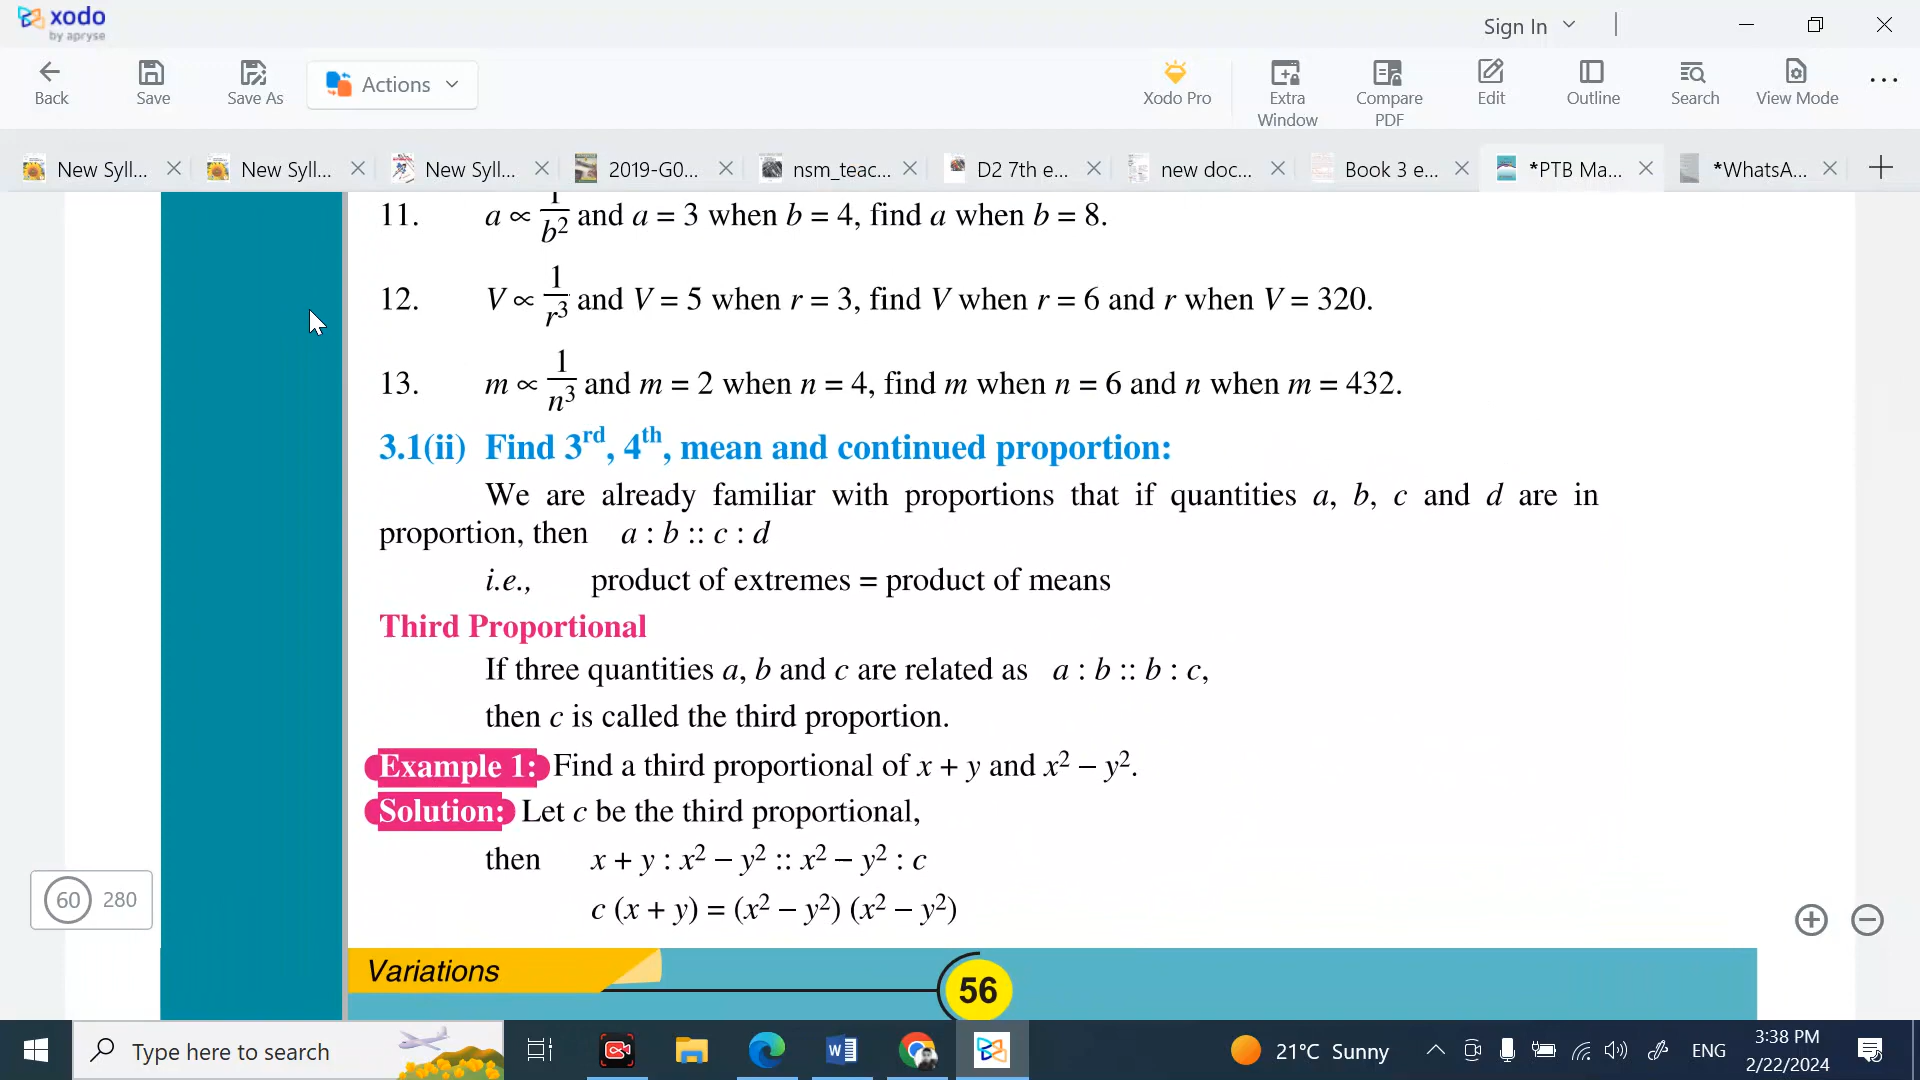 xodo
by apryse
Sign In
Back
Save
Save As
Actions
Xodo Pro
Extra Window
Compare PDF
Edit
Outline
Search
View Mode
New Syll...
New Syll...
New Syll...
2019-G0...
nsm_teac...
D2 7th e...
new doc...
Book 3 e...
*PTB Ma...
*WhatsA...
11. a ∝ 1/b² and a = 3 when b = 4, find a when b = 8.
12. V ∝ 1/r³ and V = 5 when r = 3, find V when r = 6 and r when V = 320.
13. m ∝ 1/n³ and m = 2 when n = 4, find m when n = 6 and n when m = 432.
3.1(ii) Find 3rd, 4th, mean and continued proportion:
We are already familiar with proportions that if quantities a, b, c and d are in
proportion, then a : b :: c : d
i.e., product of extremes = product of means
Third Proportional
If three quantities a, b and c are related as a : b :: b : c,
then c is called the third proportion.
Example 1: Find a third proportional of x + y and x² – y².
Solution: Let c be the third proportional,
then x + y : x² – y² :: x² – y² : c
c (x + y) = (x² – y²) (x² – y²)
60 280
Variations
56
Type here to search
21°C Sunny
ENG
3:38 PM
2/22/2024